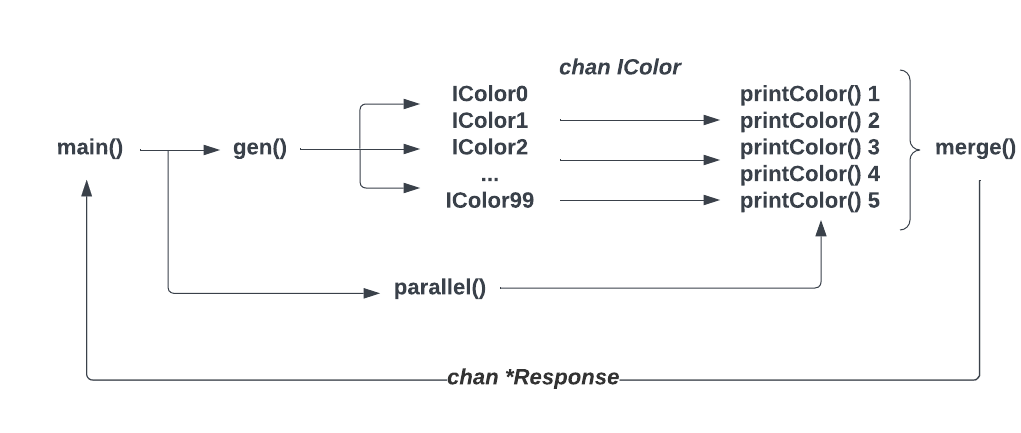 chan IColor
main()
gen()
IColor0
IColor1
IColor2
...
IColor99
printColor() 1
printColor() 2
printColor() 3
printColor() 4
printColor() 5
merge()
parallel()
chan *Response